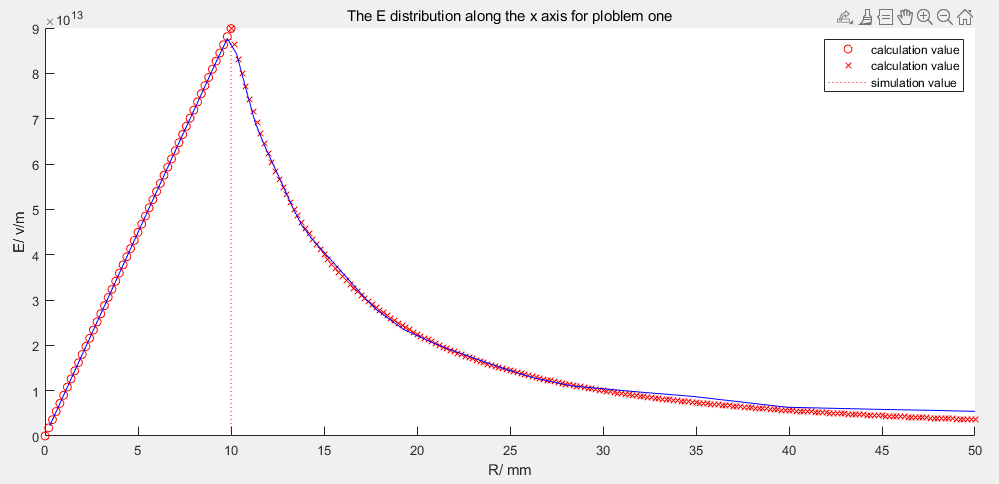 The E distribution along the x axis for ploblem one
×10^13
calculation value
calculation value
simulation value
9
8
7
6
5
4
3
2
1
0
E/ v/m
0 5 10 15 20 25 30 35 40 45 50
R/ mm